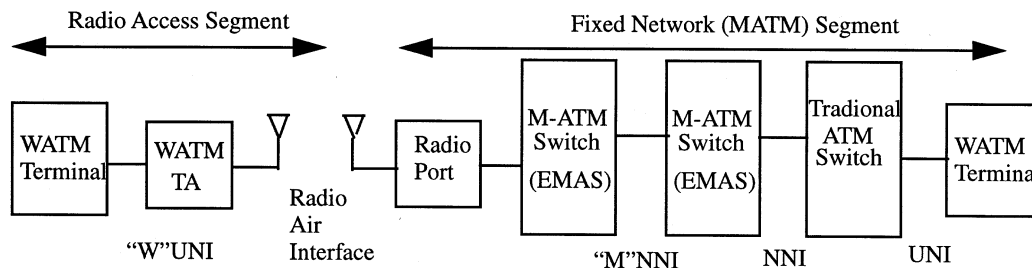 Radio Access Segment
Fixed Network (MATM) Segment
WATM
Terminal
WATM
TA
Radio
Air
Interface
Radio
Port
M-ATM
Switch
(EMAS)
M-ATM
Switch
(EMAS)
Tradional
ATM
Switch
WATM
Termina
“W”UNI
“M”NNI
NNI
UNI